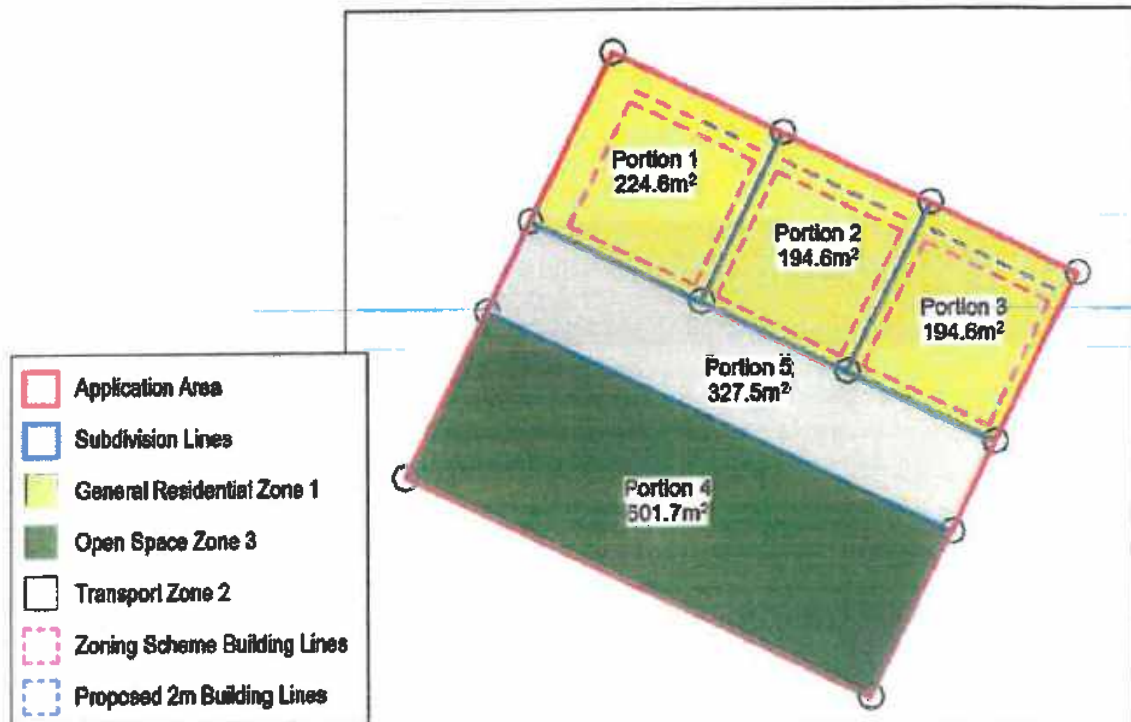 Portion 1
224.6m²
Portion 2
194.6m²
Portion 3
194.6m²
Portion 5
327.5m²
Portion 4
601.7m²
Application Area
Subdivision Lines
General Residential Zone 1
Open Space Zone 3
Transport Zone 2
Zoning Scheme Building Lines
Proposed 2m Building Lines